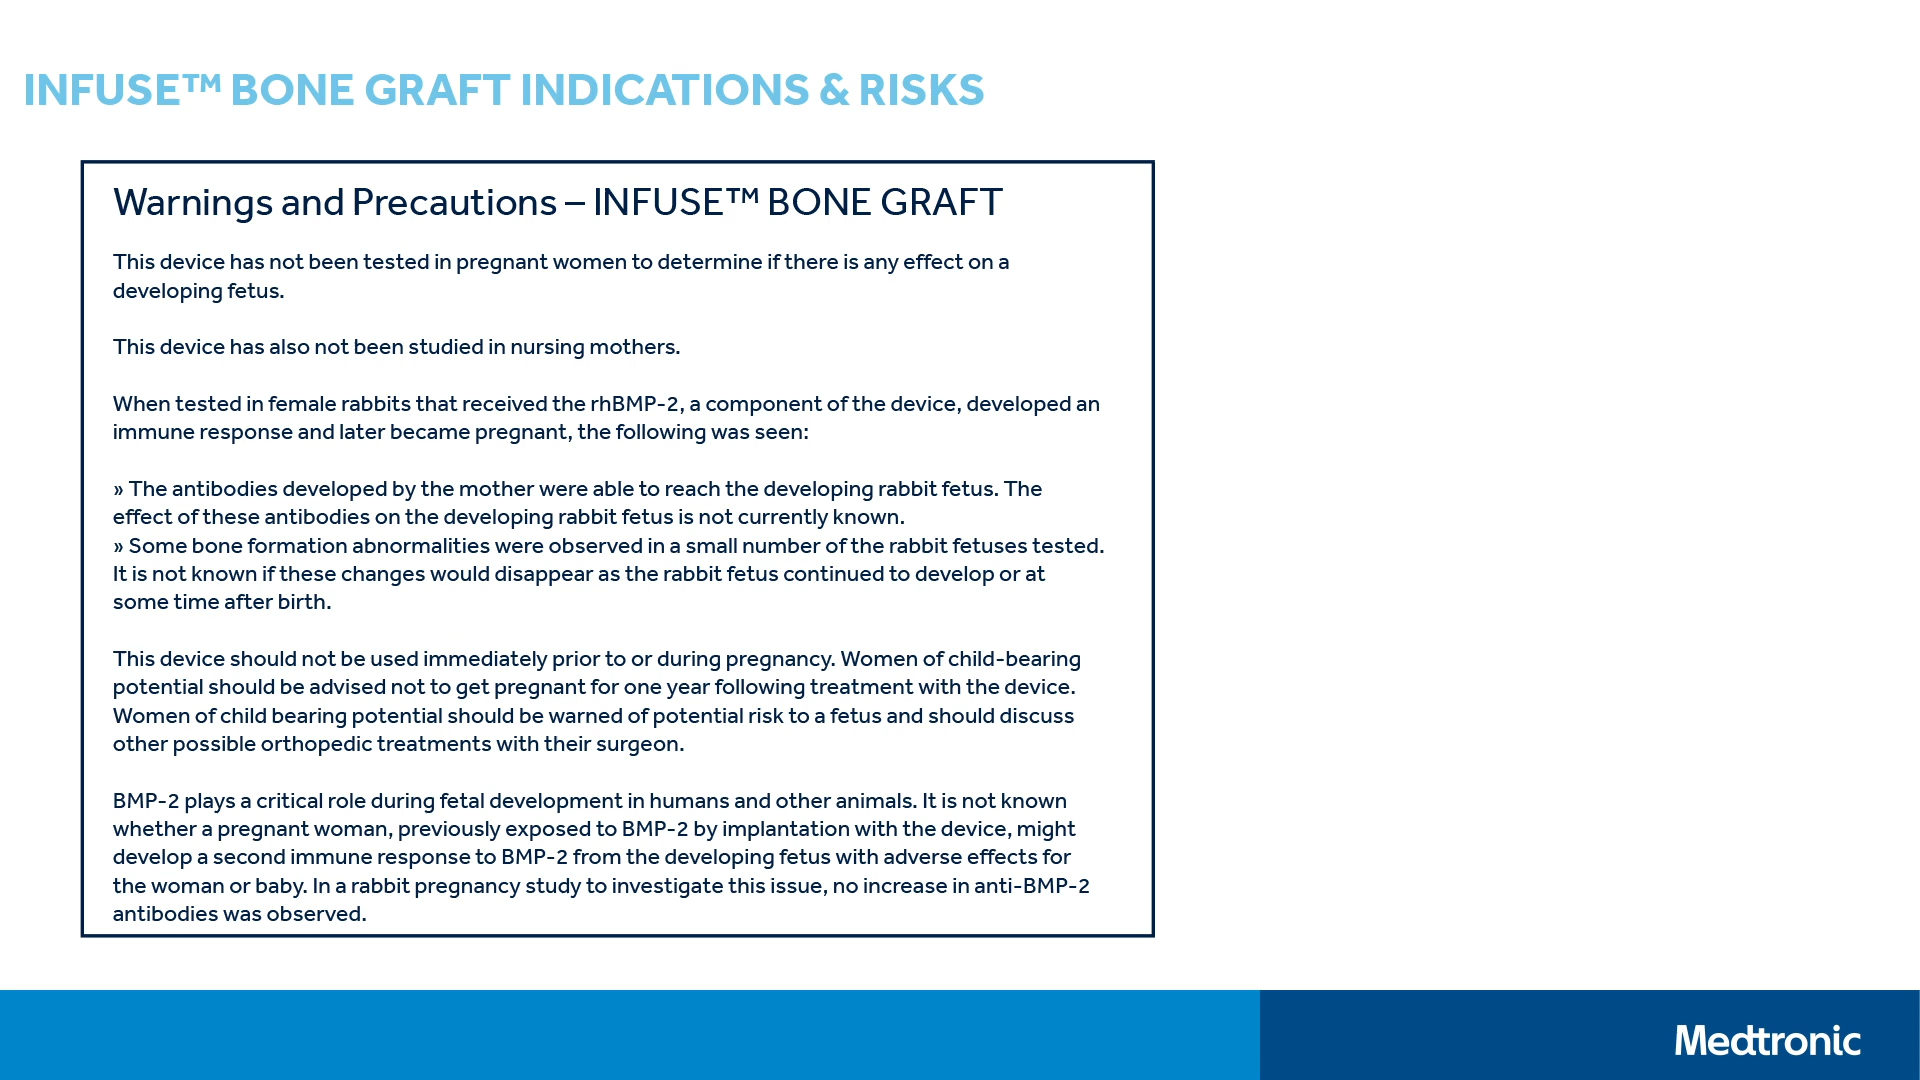 INFUSE™ BONE GRAFT INDICATIONS & RISKS
Warnings and Precautions – INFUSE™ BONE GRAFT
This device has not been tested in pregnant women to determine if there is any effect on a
developing fetus.
This device has also not been studied in nursing mothers.
When tested in female rabbits that received the rhBMP-2, a component of the device, developed an
immune response and later became pregnant, the following was seen:
» The antibodies developed by the mother were able to reach the developing rabbit fetus. The
effect of these antibodies on the developing rabbit fetus is not currently known.
» Some bone formation abnormalities were observed in a small number of the rabbit fetuses tested.
It is not known if these changes would disappear as the rabbit fetus continued to develop or at
some time after birth.
This device should not be used immediately prior to or during pregnancy. Women of child-bearing
potential should be advised not to get pregnant for one year following treatment with the device.
Women of child bearing potential should be warned of potential risk to a fetus and should discuss
other possible orthopedic treatments with their surgeon.
BMP-2 plays a critical role during fetal development in humans and other animals. It is not known
whether a pregnant woman, previously exposed to BMP-2 by implantation with the device, might
develop a second immune response to BMP-2 from the developing fetus with adverse effects for
the woman or baby. In a rabbit pregnancy study to investigate this issue, no increase in anti-BMP-2
antibodies was observed.
Medtronic